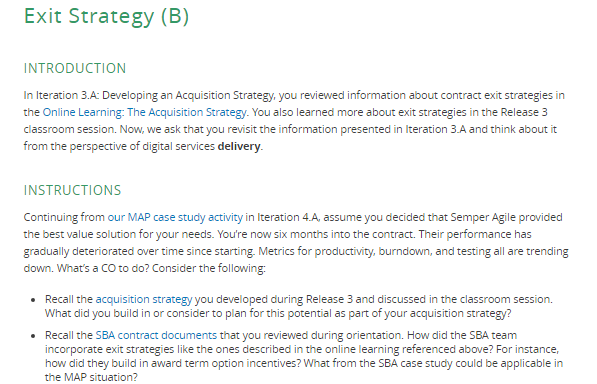 Exit Strategy (B)
INTRODUCTION
In Iteration 3.A: Developing an Acquisition Strategy, you reviewed information about contract exit strategies in
the Online Learning: The Acquisition Strategy. You also learned more about exit strategies in the Release 3
classroom session. Now, we ask that you revisit the information presented in Iteration 3.A and think about it
from the perspective of digital services delivery.
INSTRUCTIONS
Continuing from our MAP case study activity in Iteration 4.A, assume you decided that Semper Agile provided
the best value solution for your needs. You're now six months into the contract. Their performance has
gradually deteriorated over time since starting. Metrics for productivity, burndown, and testing all are trending
down. What's a CO to do? Consider the following:
• Recall the acquisition strategy you developed during Release 3 and discussed in the classroom session.
What did you build in or consider to plan for this potential as part of your acquisition strategy?
• Recall the SBA contract documents that you reviewed during orientation. How did the SBA team
incorporate exit strategies like the ones described in the online learning referenced above? For instance,
how did they build in award term option incentives? What from the SBA case study could be applicable in
the MAP situation?